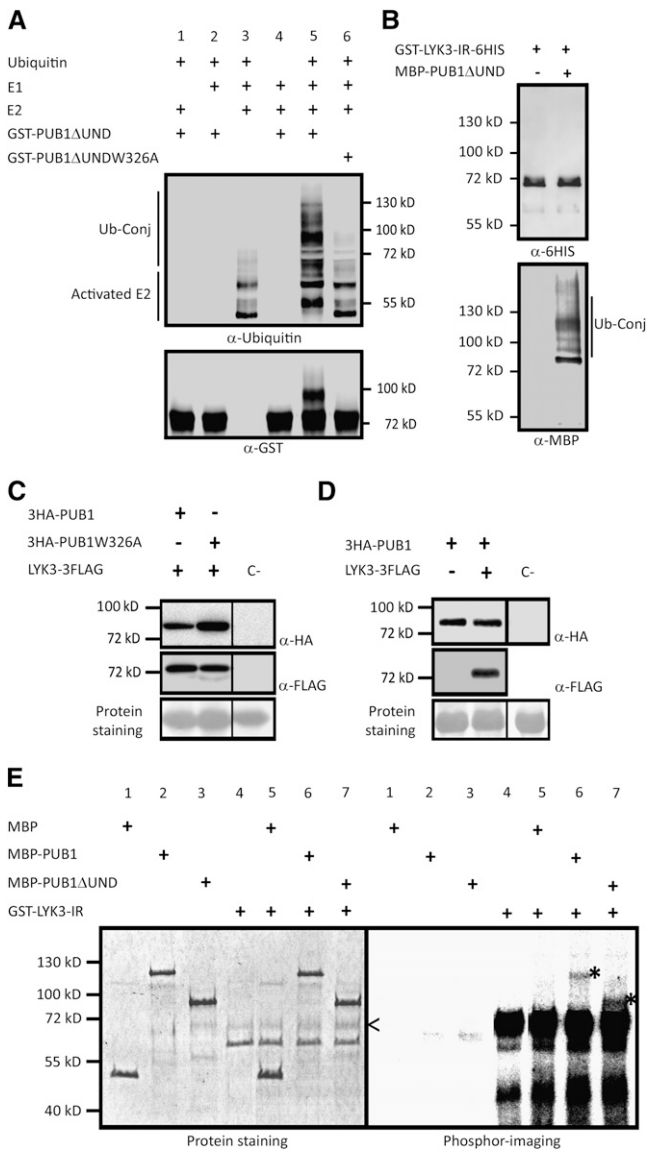 A
1 2 3 4 5 6
Ubiquitin + + + + +
E1 + + + + +
E2 + + + + +
GST-PUB1ΔUND + + + +
GST-PUB1ΔUNDW326A +
Ub-Conj
Activated E2
130 kD
100 kD
72 kD
55 kD
α-Ubiquitin
100 kD
72 kD
α-GST
B
GST-LYK3-IR-6HIS + +
MBP-PUB1ΔUND - +
130 kD
100 kD
72 kD
55 kD
α-6HIS
130 kD
100 kD
72 kD
55 kD
Ub-Conj
α-MBP
C
3HA-PUB1 + -
3HA-PUB1W326A - +
LYK3-3FLAG + + C-
100 kD
72 kD
α-HA
72 kD
α-FLAG
Protein
staining
D
3HA-PUB1 + +
LYK3-3FLAG - + C-
100 kD
72 kD
α-HA
72 kD
α-FLAG
Protein
staining
E
1 2 3 4 5 6 7 1 2 3 4 5 6 7
MBP + + + +
MBP-PUB1 + + + +
MBP-PUB1ΔUND + + + +
GST-LYK3-IR + + + + + + + +
130 kD
100 kD
72 kD
55 kD
40 kD
<
*
*
Protein staining
Phosphor-imaging